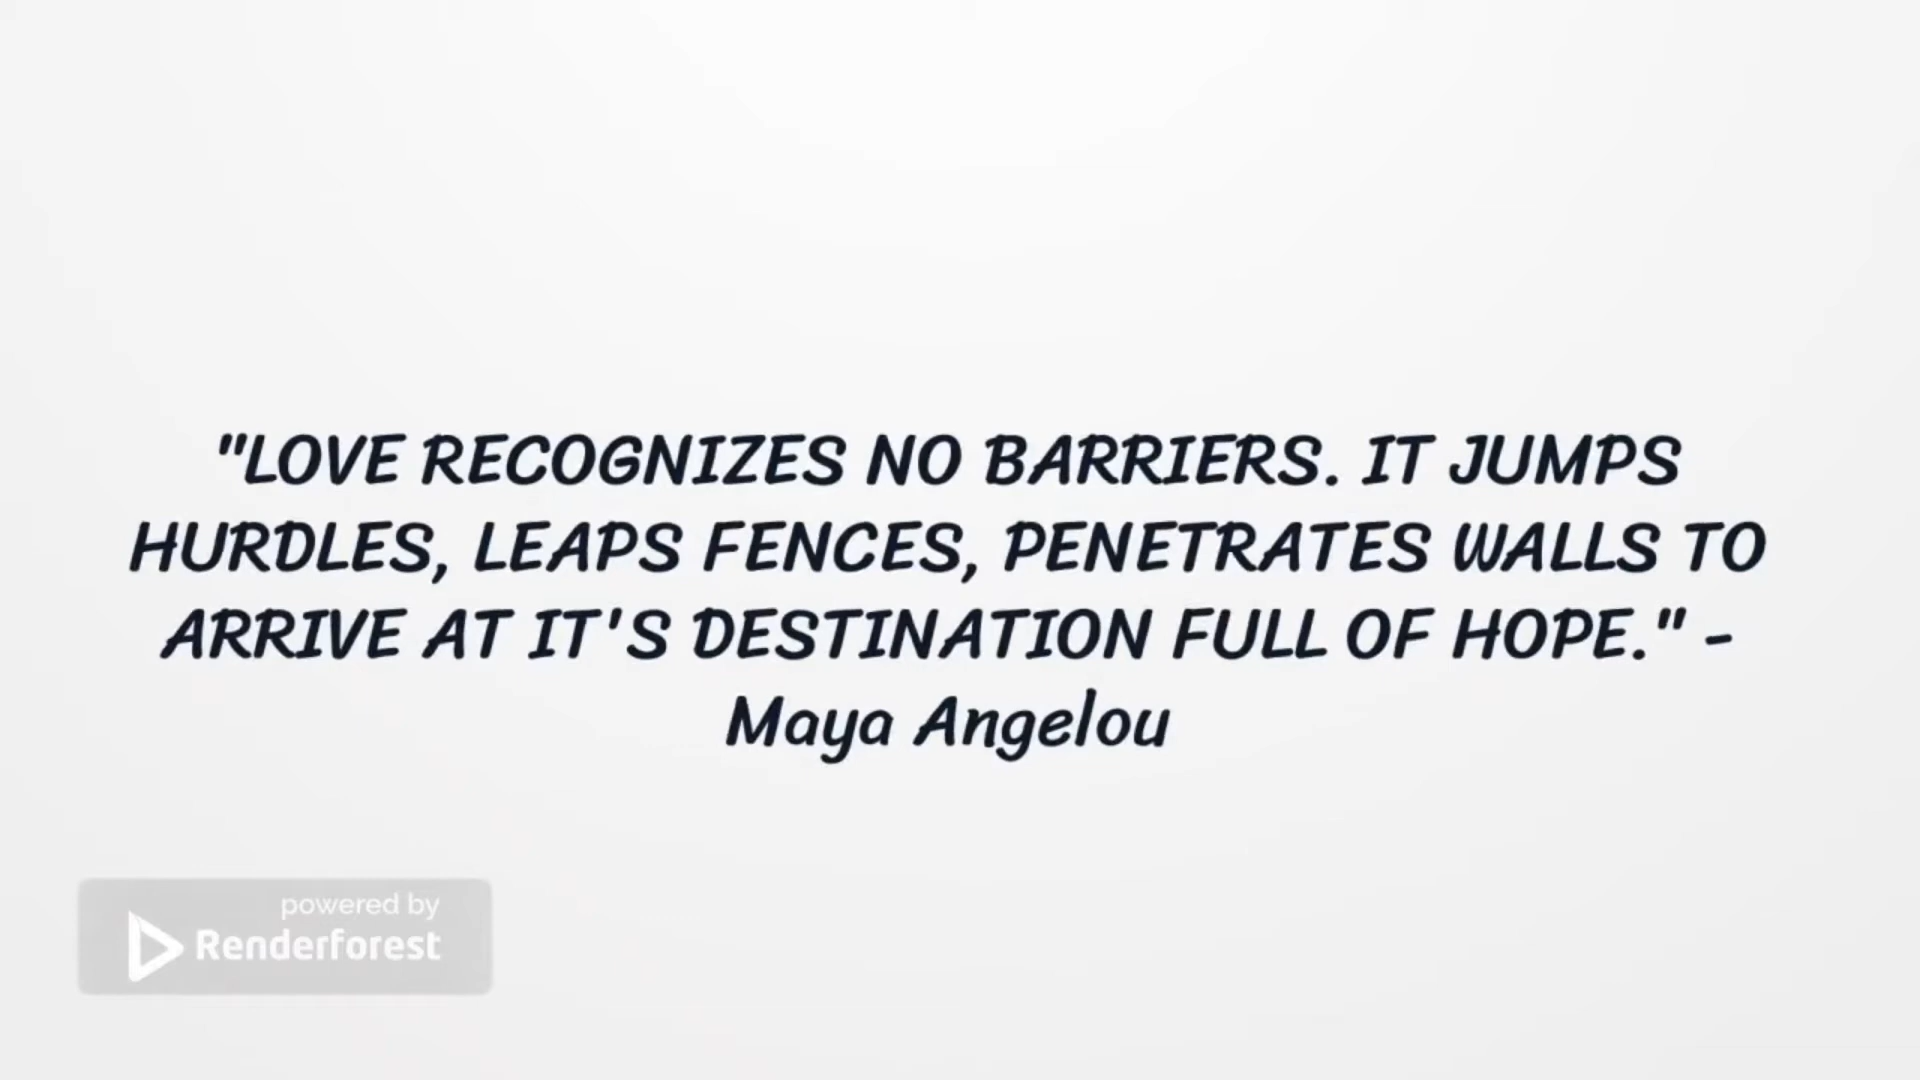 "LOVE RECOGNIZES NO BARRIERS. IT JUMPS
HURDLES, LEAPS FENCES, PENETRATES WALLS TO
ARRIVE AT IT'S DESTINATION FULL OF HOPE." -
Maya Angelou
powered by
Renderforest